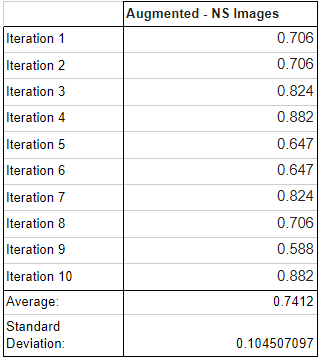 Augmented - NS Images
Iteration 1 0.706
Iteration 2 0.706
Iteration 3 0.824
Iteration 4 0.882
Iteration 5 0.647
Iteration 6 0.647
Iteration 7 0.824
Iteration 8 0.706
Iteration 9 0.588
Iteration 10 0.882
Average: 0.7412
Standard
Deviation: 0.104507097